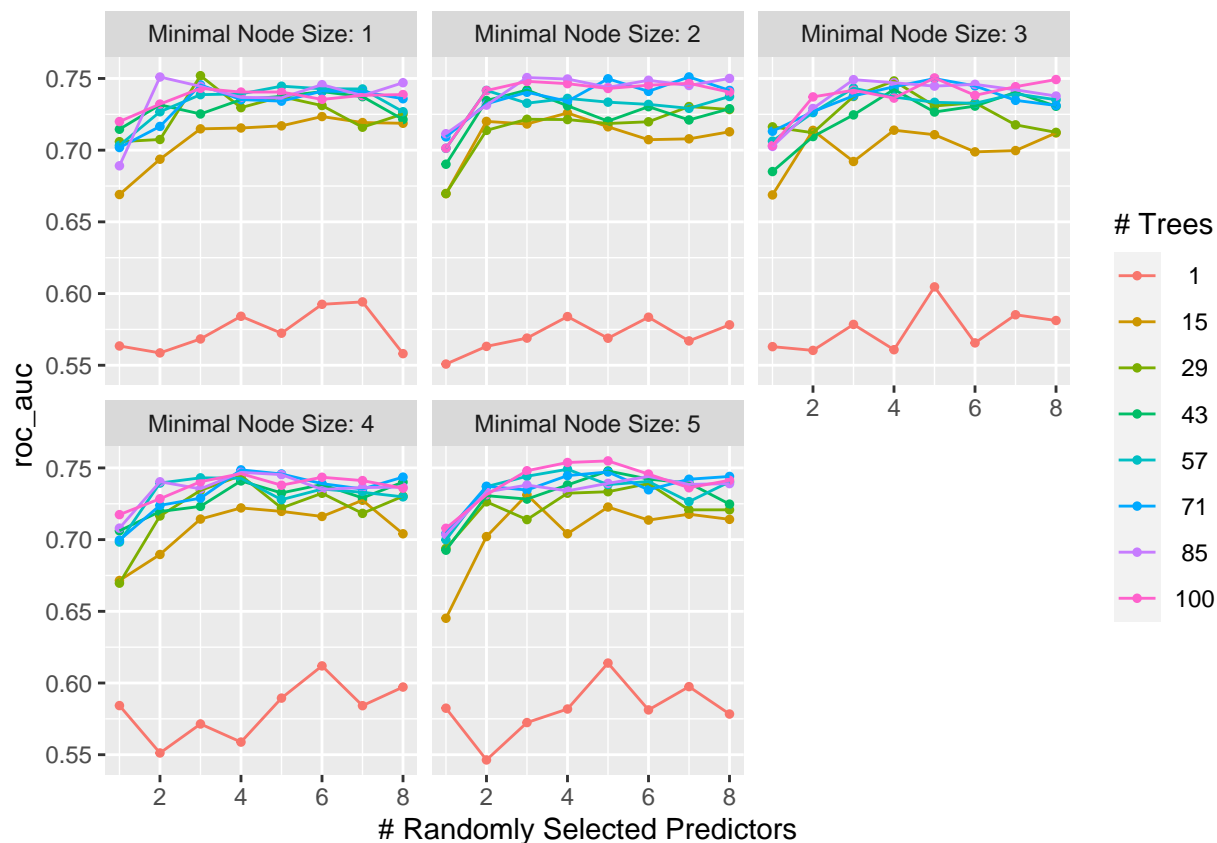 Minimal Node Size: 1
Minimal Node Size: 2
Minimal Node Size: 3
0.75
0.70
0.65
0.60
0.55
2 4 6 8
Minimal Node Size: 4
Minimal Node Size: 5
0.75
0.70
0.65
0.60
0.55
2 4 6 8
2 4 6 8
roc_auc
# Randomly Selected Predictors
# Trees
1
15
29
43
57
71
85
100